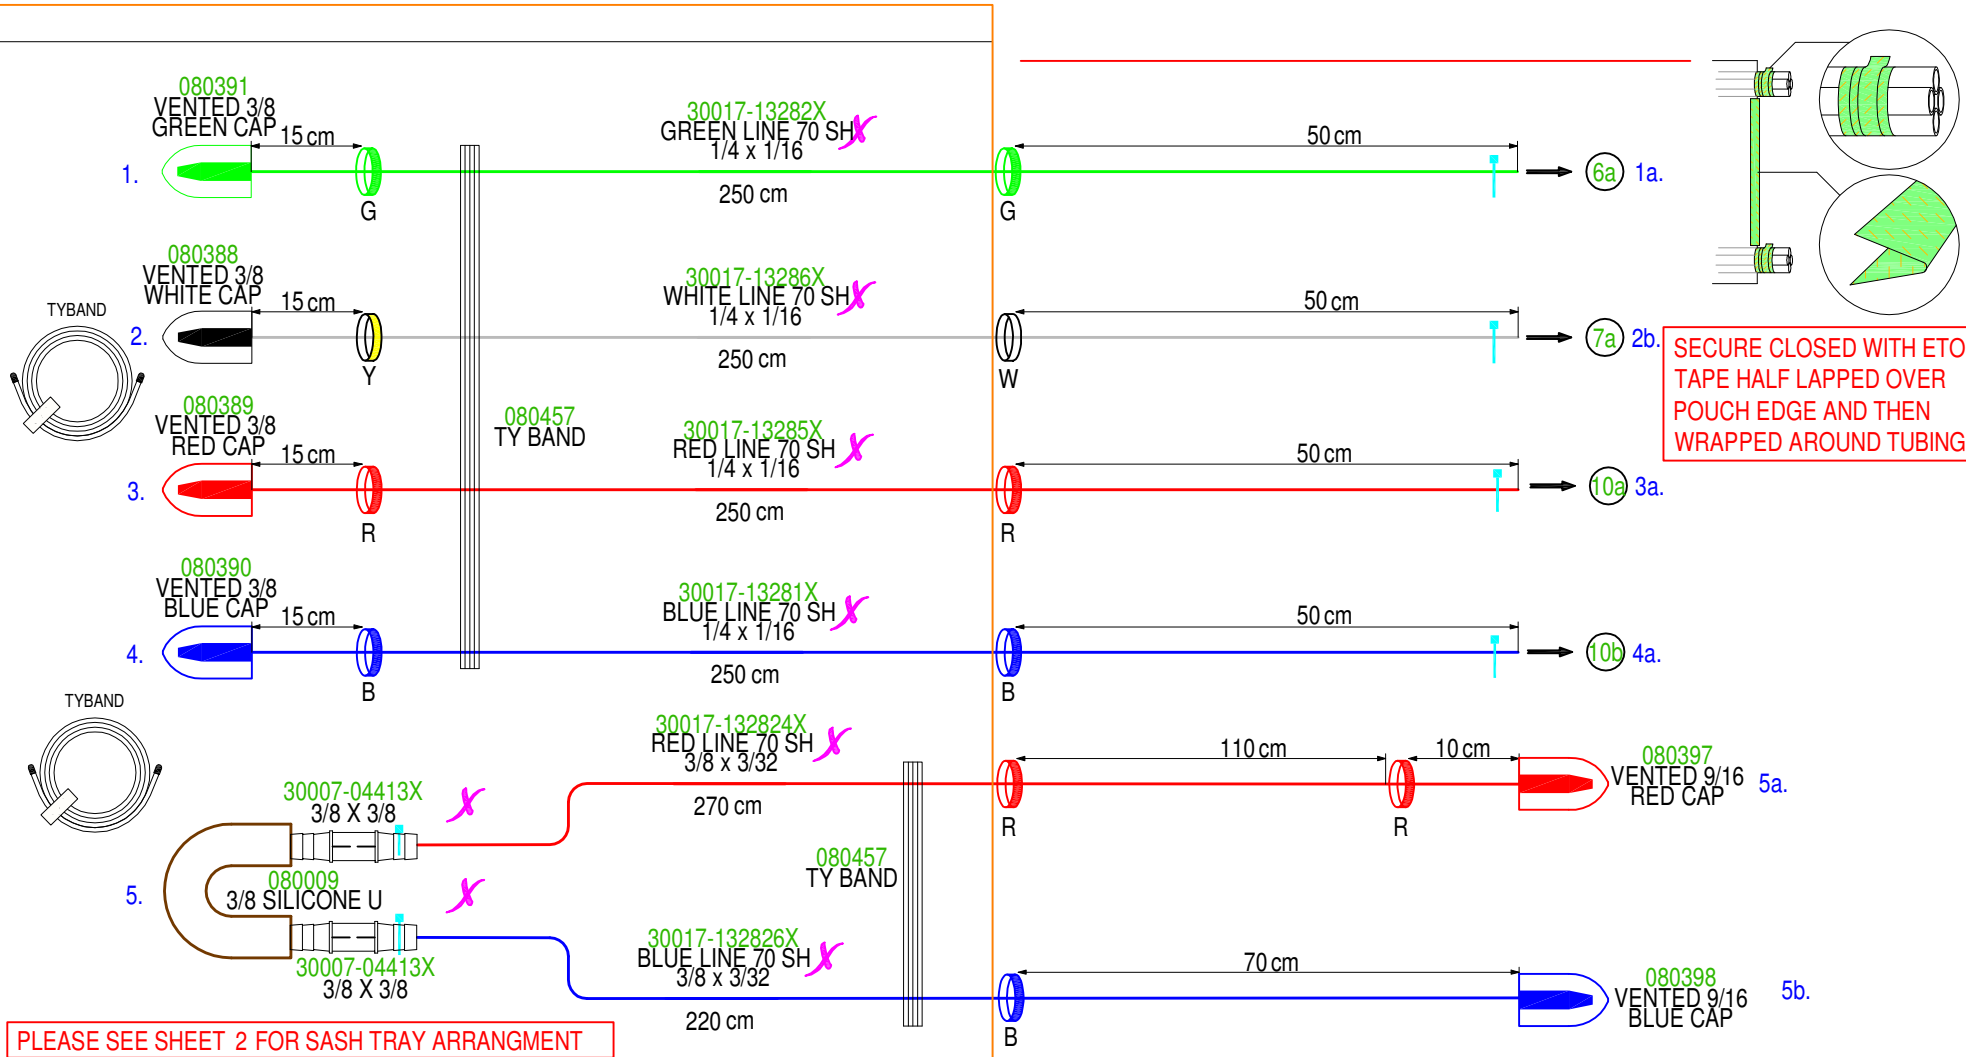 080391
VENTED 3/8
GREEN CAP
15 cm
1.
G
30017-13282X
GREEN LINE 70 SH
1/4 x 1/16
250 cm
G
50 cm
6a
1a.
080388
VENTED 3/8
WHITE CAP
15 cm
TYBAND
2.
Y
30017-13286X
WHITE LINE 70 SH
1/4 x 1/16
250 cm
W
50 cm
7a
2b.
SECURE CLOSED WITH ETO
TAPE HALF LAPPED OVER
POUCH EDGE AND THEN
WRAPPED AROUND TUBING
080389
VENTED 3/8
RED CAP
15 cm
3.
R
080457
TY BAND
30017-13285X
RED LINE 70 SH
1/4 x 1/16
250 cm
R
50 cm
10a
3a.
080390
VENTED 3/8
BLUE CAP
15 cm
4.
B
30017-13281X
BLUE LINE 70 SH
1/4 x 1/16
250 cm
B
50 cm
10b
4a.
TYBAND
30017-132824X
RED LINE 70 SH
3/8 x 3/32
270 cm
R
110 cm
R
10 cm
080397
VENTED 9/16
RED CAP
5a.
30007-04413X
3/8 X 3/8
5.
080009
3/8 SILICONE U
30007-04413X
3/8 X 3/8
080457
TY BAND
30017-132826X
BLUE LINE 70 SH
3/8 x 3/32
220 cm
B
70 cm
080398
VENTED 9/16
BLUE CAP
5b.
PLEASE SEE SHEET 2 FOR SASH TRAY ARRANGMENT